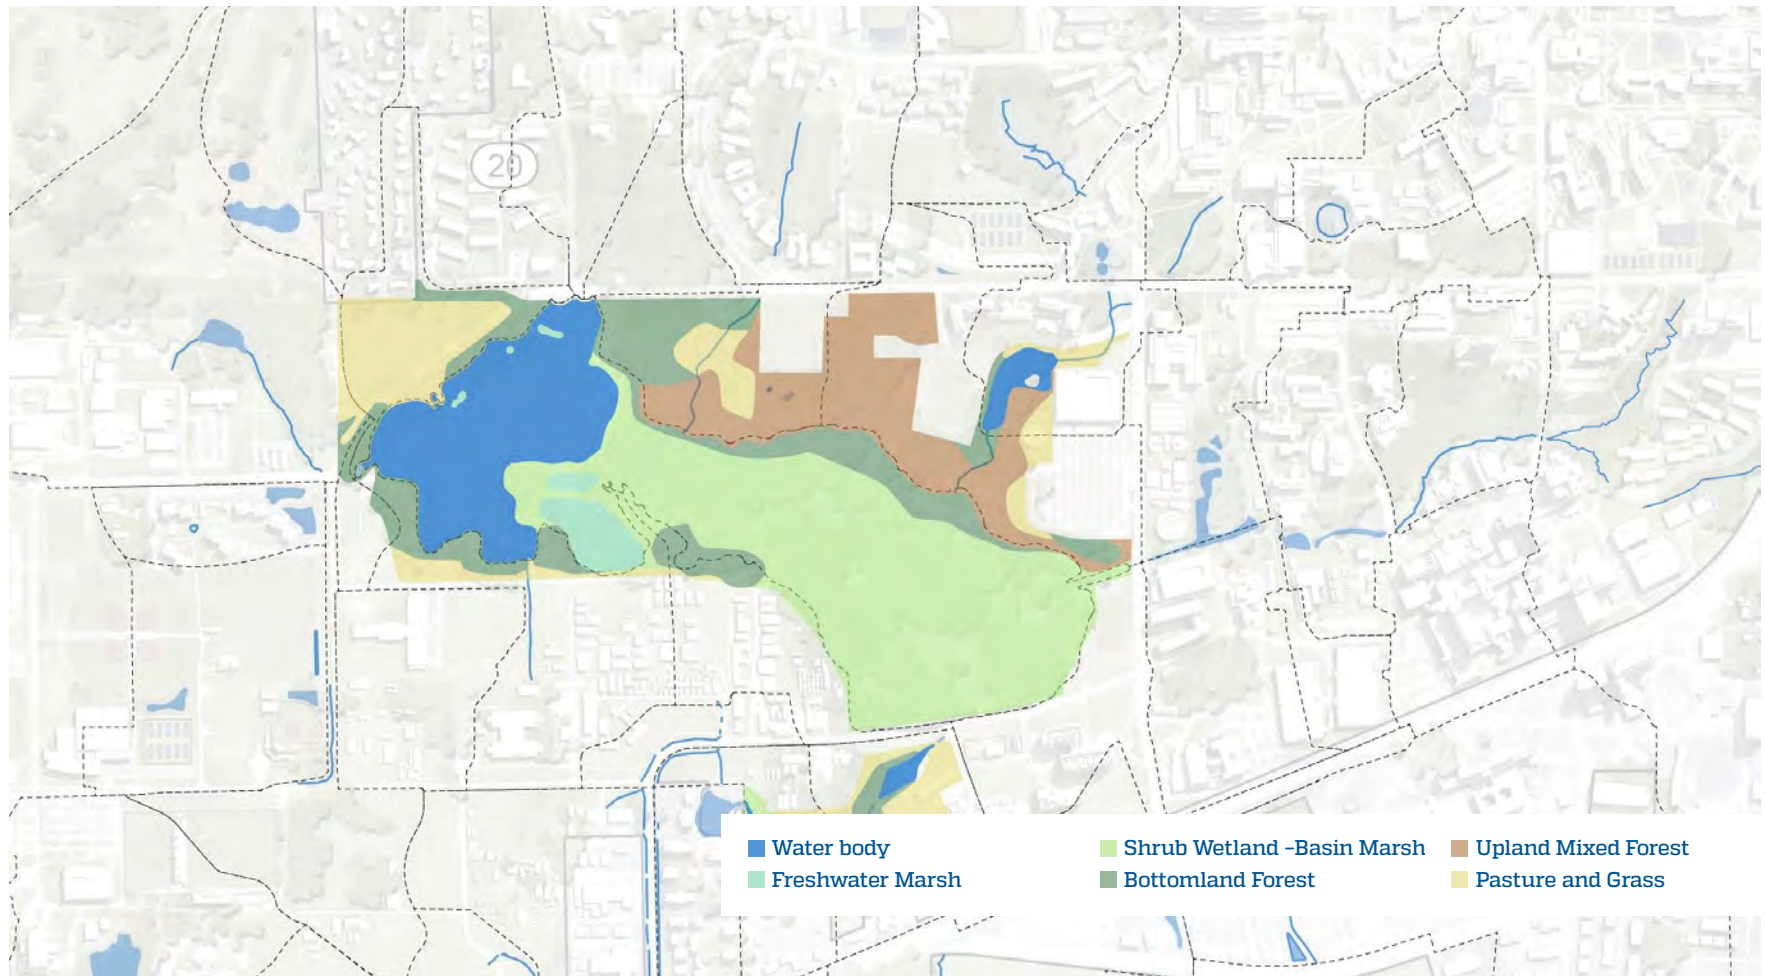 20
Water body
Shrub Wetland -Basin Marsh
Upland Mixed Forest
Freshwater Marsh
Bottomland Forest
Pasture and Grass